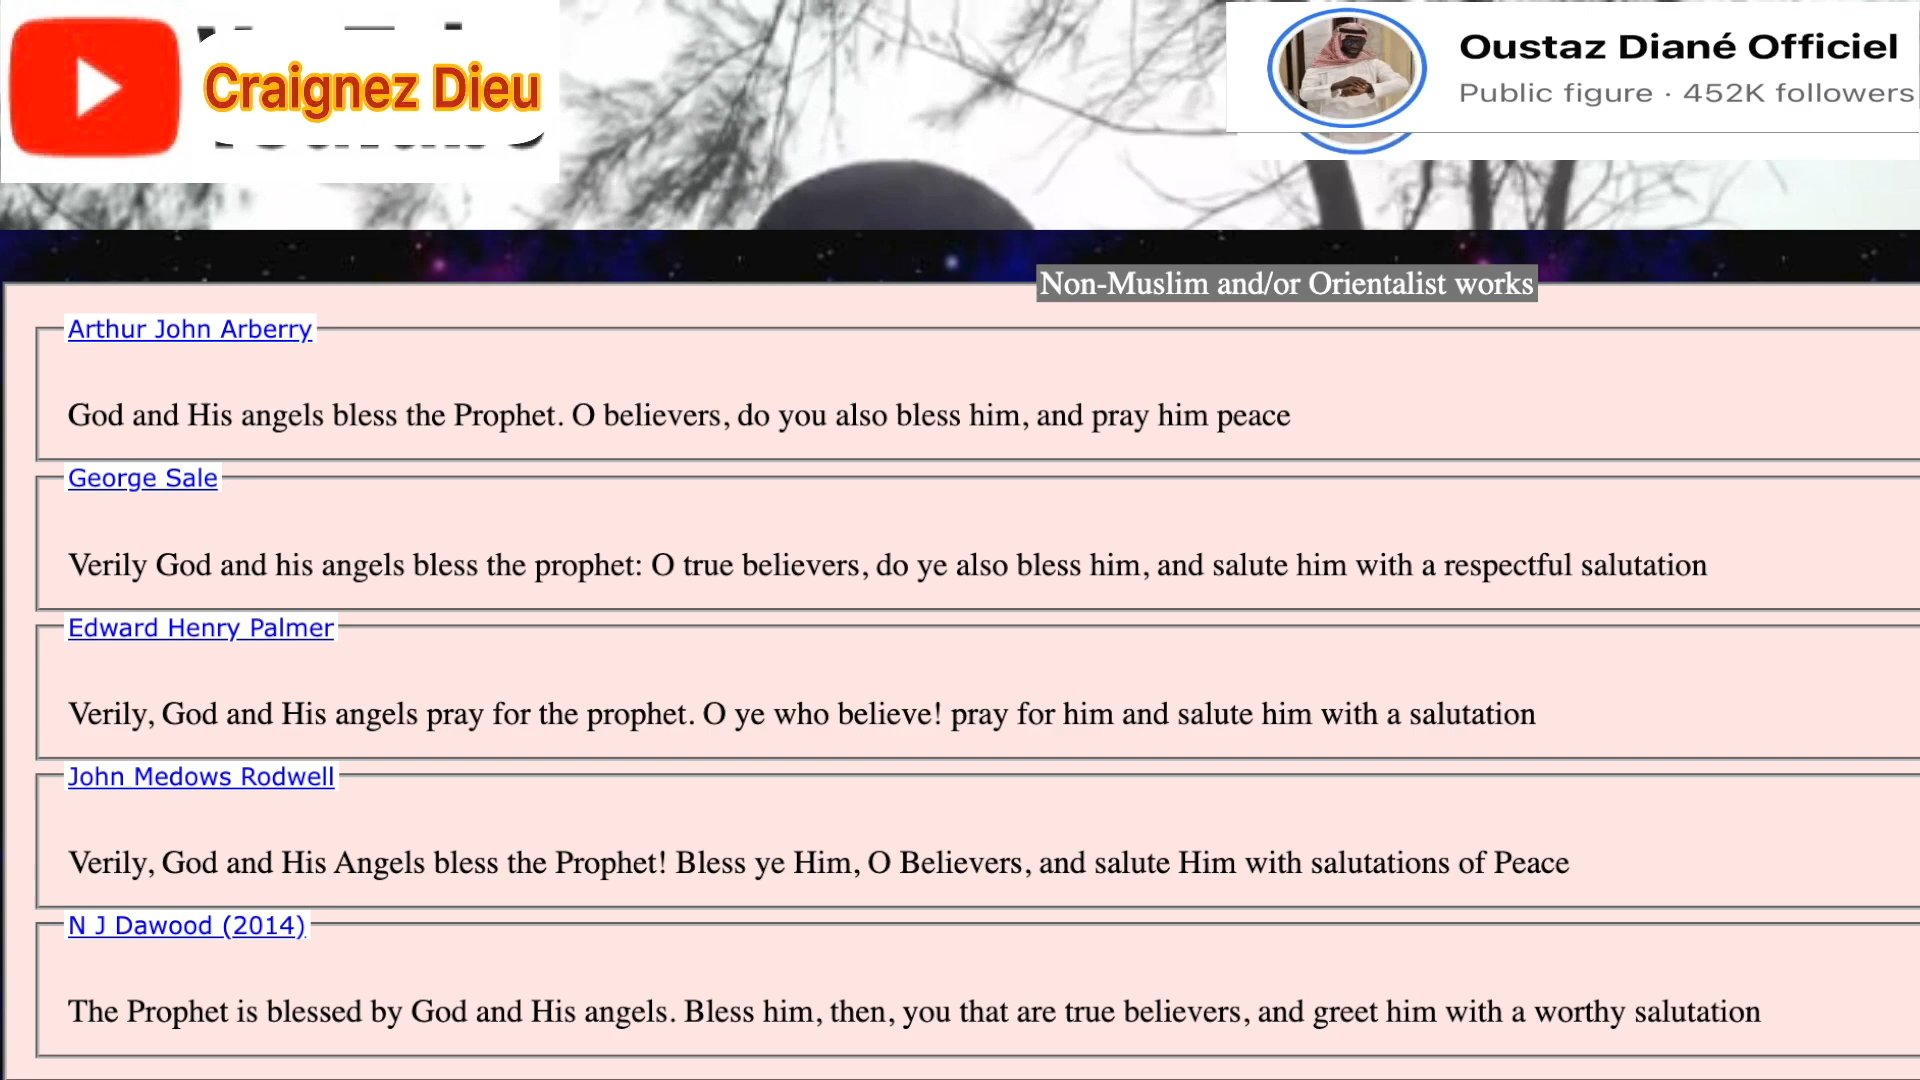 Craignez Dieu
Oustaz Diané Officiel
Public figure · 452K followers
Non-Muslim and/or Orientalist works
Arthur John Arberry
God and His angels bless the Prophet. O believers, do you also bless him, and pray him peace
George Sale
Verily God and his angels bless the prophet: O true believers, do ye also bless him, and salute him with a respectful salutation
Edward Henry Palmer
Verily, God and His angels pray for the prophet. O ye who believe! pray for him and salute him with a salutation
John Medows Rodwell
Verily, God and His Angels bless the Prophet! Bless ye Him, O Believers, and salute Him with salutations of Peace
N J Dawood (2014)
The Prophet is blessed by God and His angels. Bless him, then, you that are true believers, and greet him with a worthy salutation